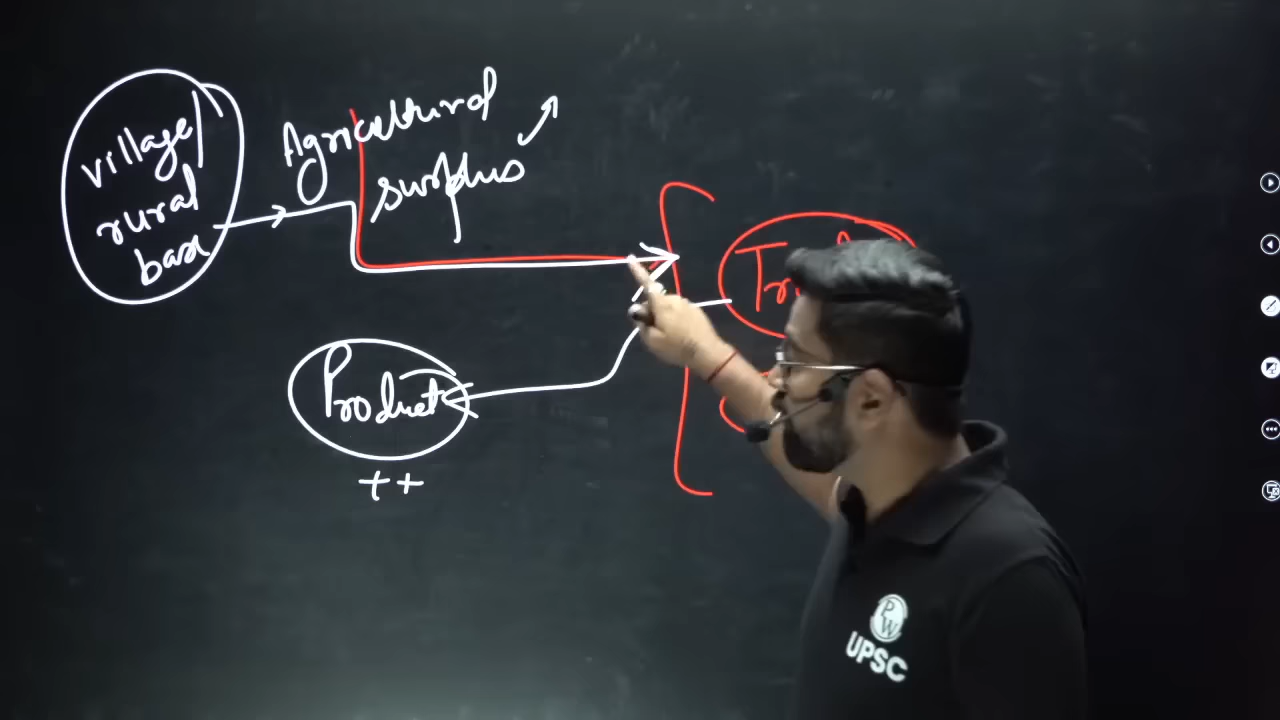 village/
rural
base
Agricultural
surplus
Product
++
PW
UPSC